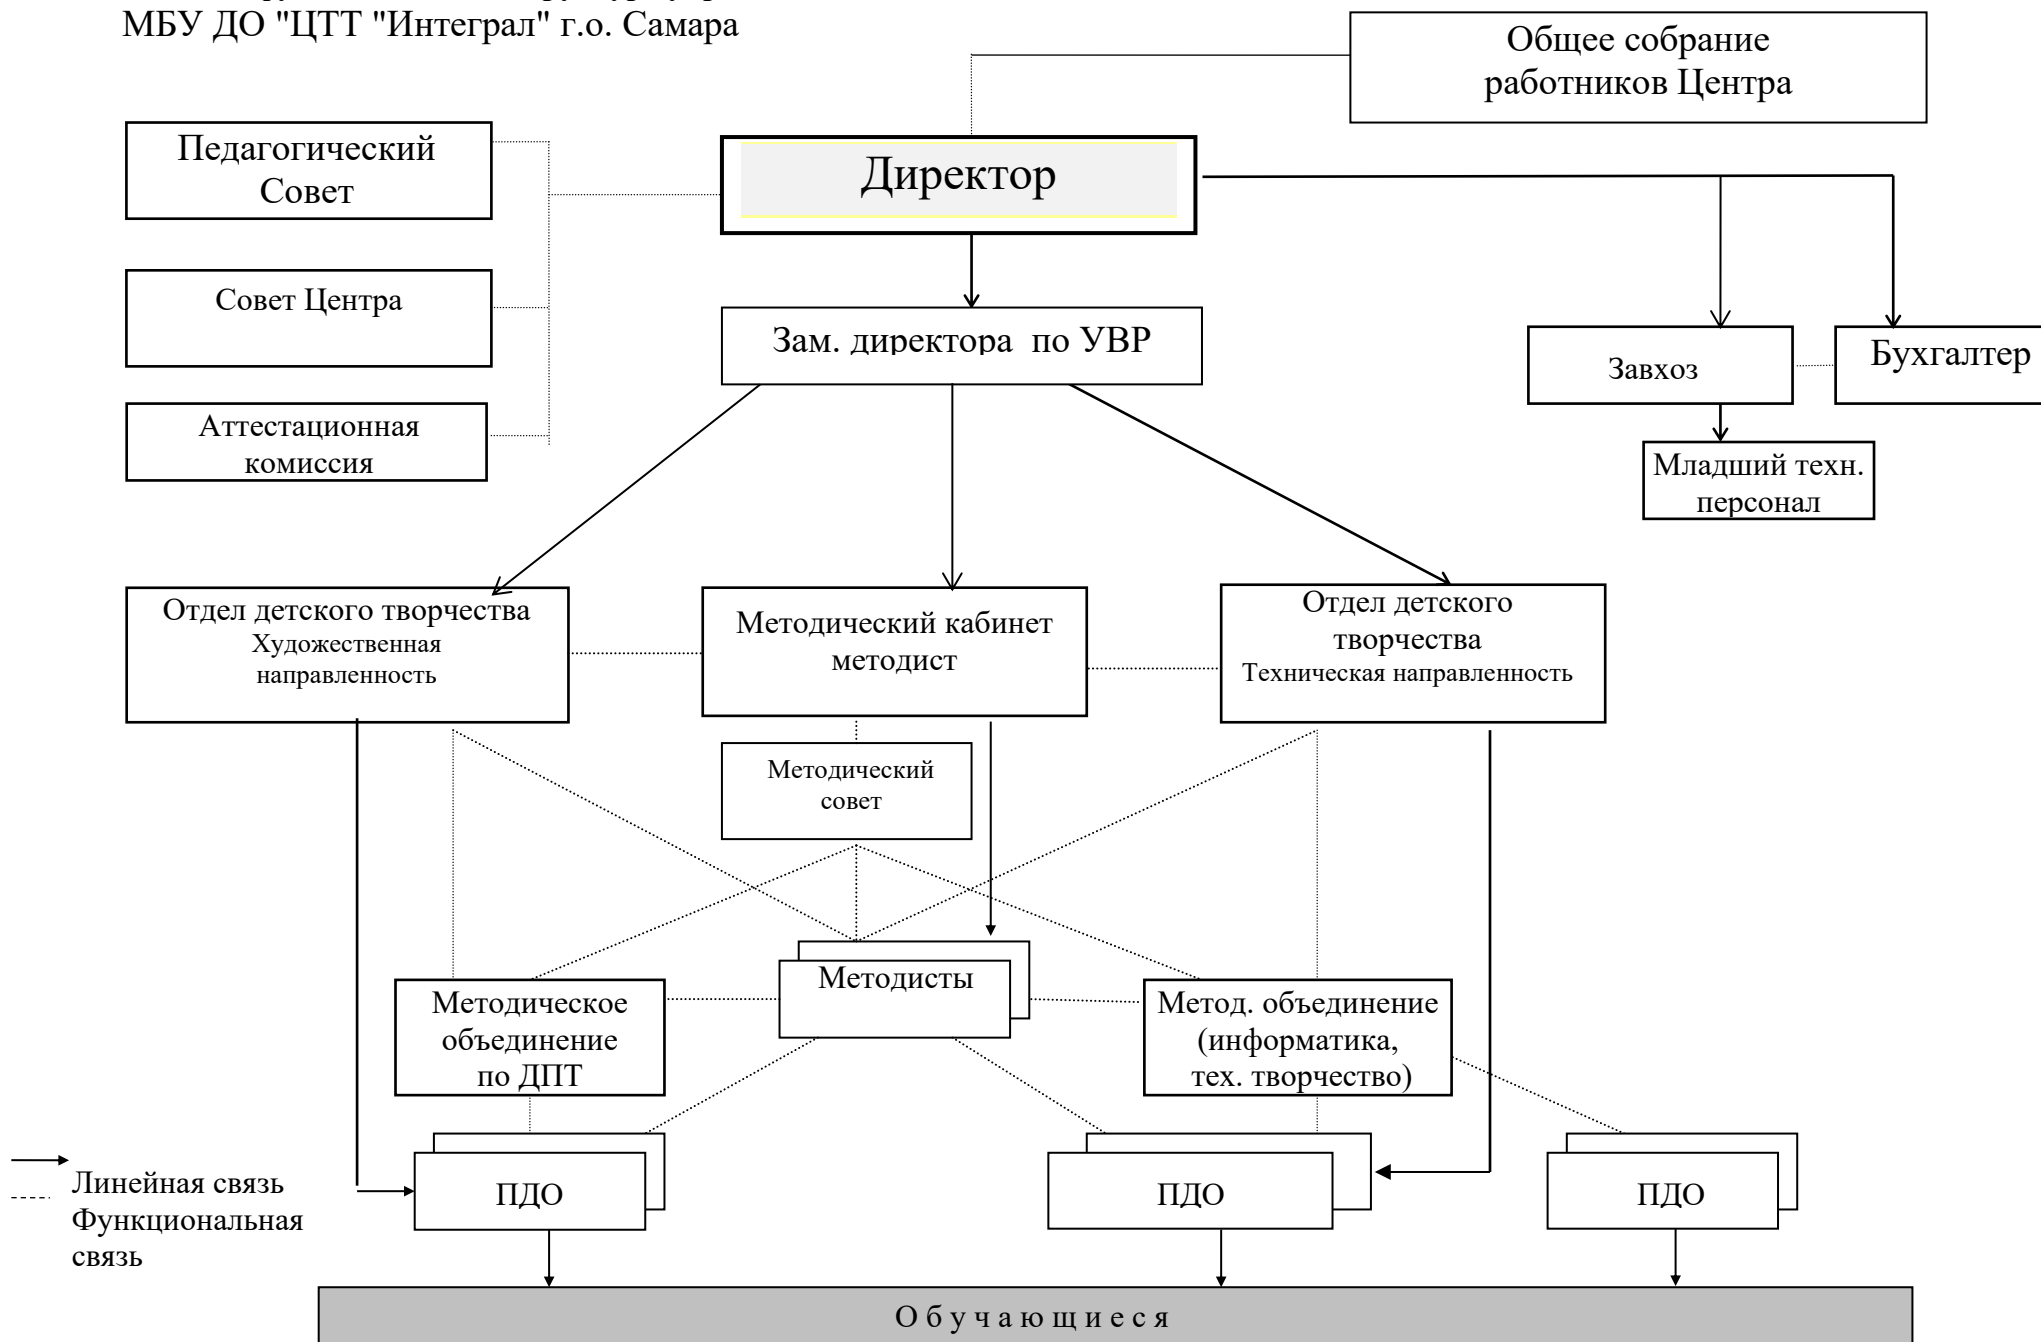 МБУ ДО "ЦТТ "Интеграл" г.о. Самара
Общее собрание
работников Центра
Педагогический
Совет
Директор
Совет Центра
Зам. директора по УВР
Завхоз
Бухгалтер
Аттестационная
комиссия
Младший техн.
персонал
Отдел детского творчества
Художественная
направленность
Методический кабинет
методист
Отдел детского
творчества
Техническая направленность
Методический
совет
Методисты
Методическое
объединение
по ДПТ
Метод. объединение
(информатика,
тех. творчество)
Линейная связь
Функциональная
связь
ПДО
ПДО
ПДО
О б у ч а ю щ и е с я